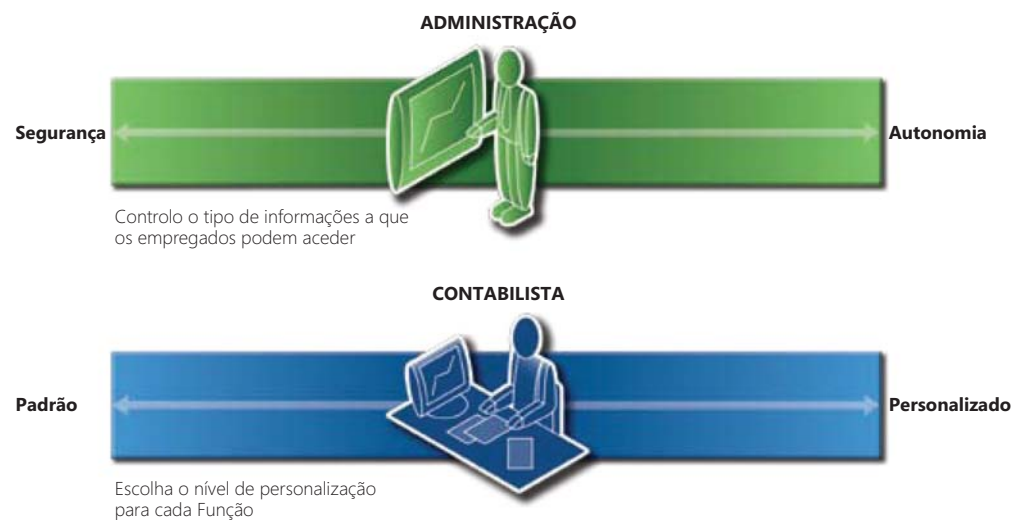 ADMINISTRAÇÃO
Segurança
Autonomia
Controlo o tipo de informações a que
os empregados podem aceder
CONTABILISTA
Padrão
Personalizado
Escolha o nível de personalização
para cada Função